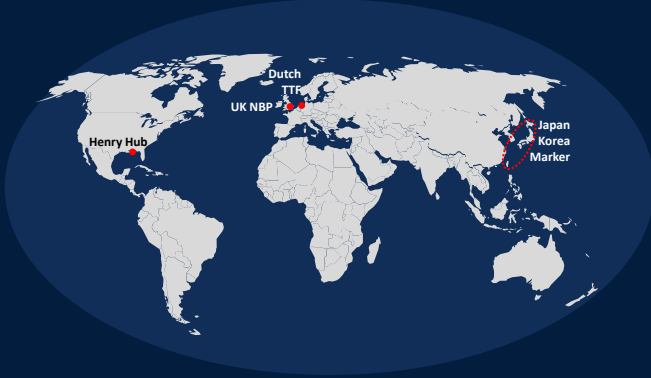 Dutch
TTF
UK NBP
Henry Hub
Japan
Korea
Marker